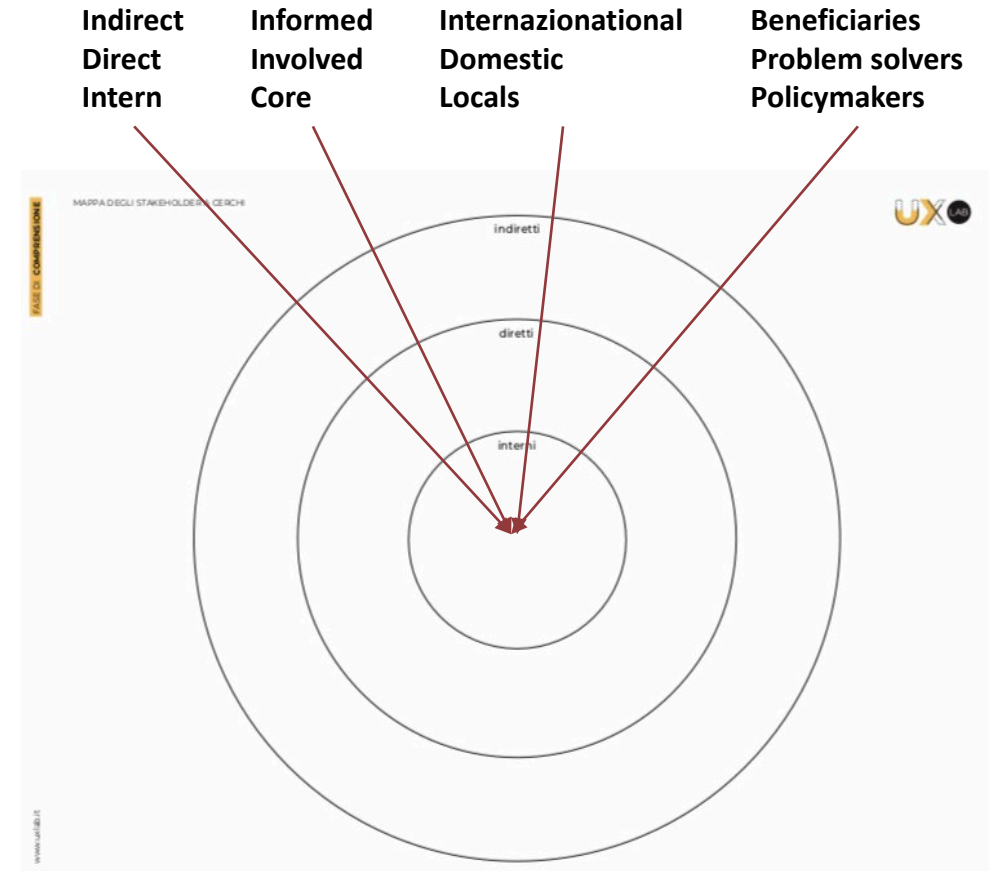 Indirect
Direct
Intern
Informed
Involved
Core
Internazionational
Domestic
Locals
Beneficiaries
Problem solvers
Policymakers
FASE DI COMPRENSIONE
MAPPA DEGLI STAKEHOLDER A CERCHI
UX LAB
indiretti
diretti
interni
www.uxlab.it